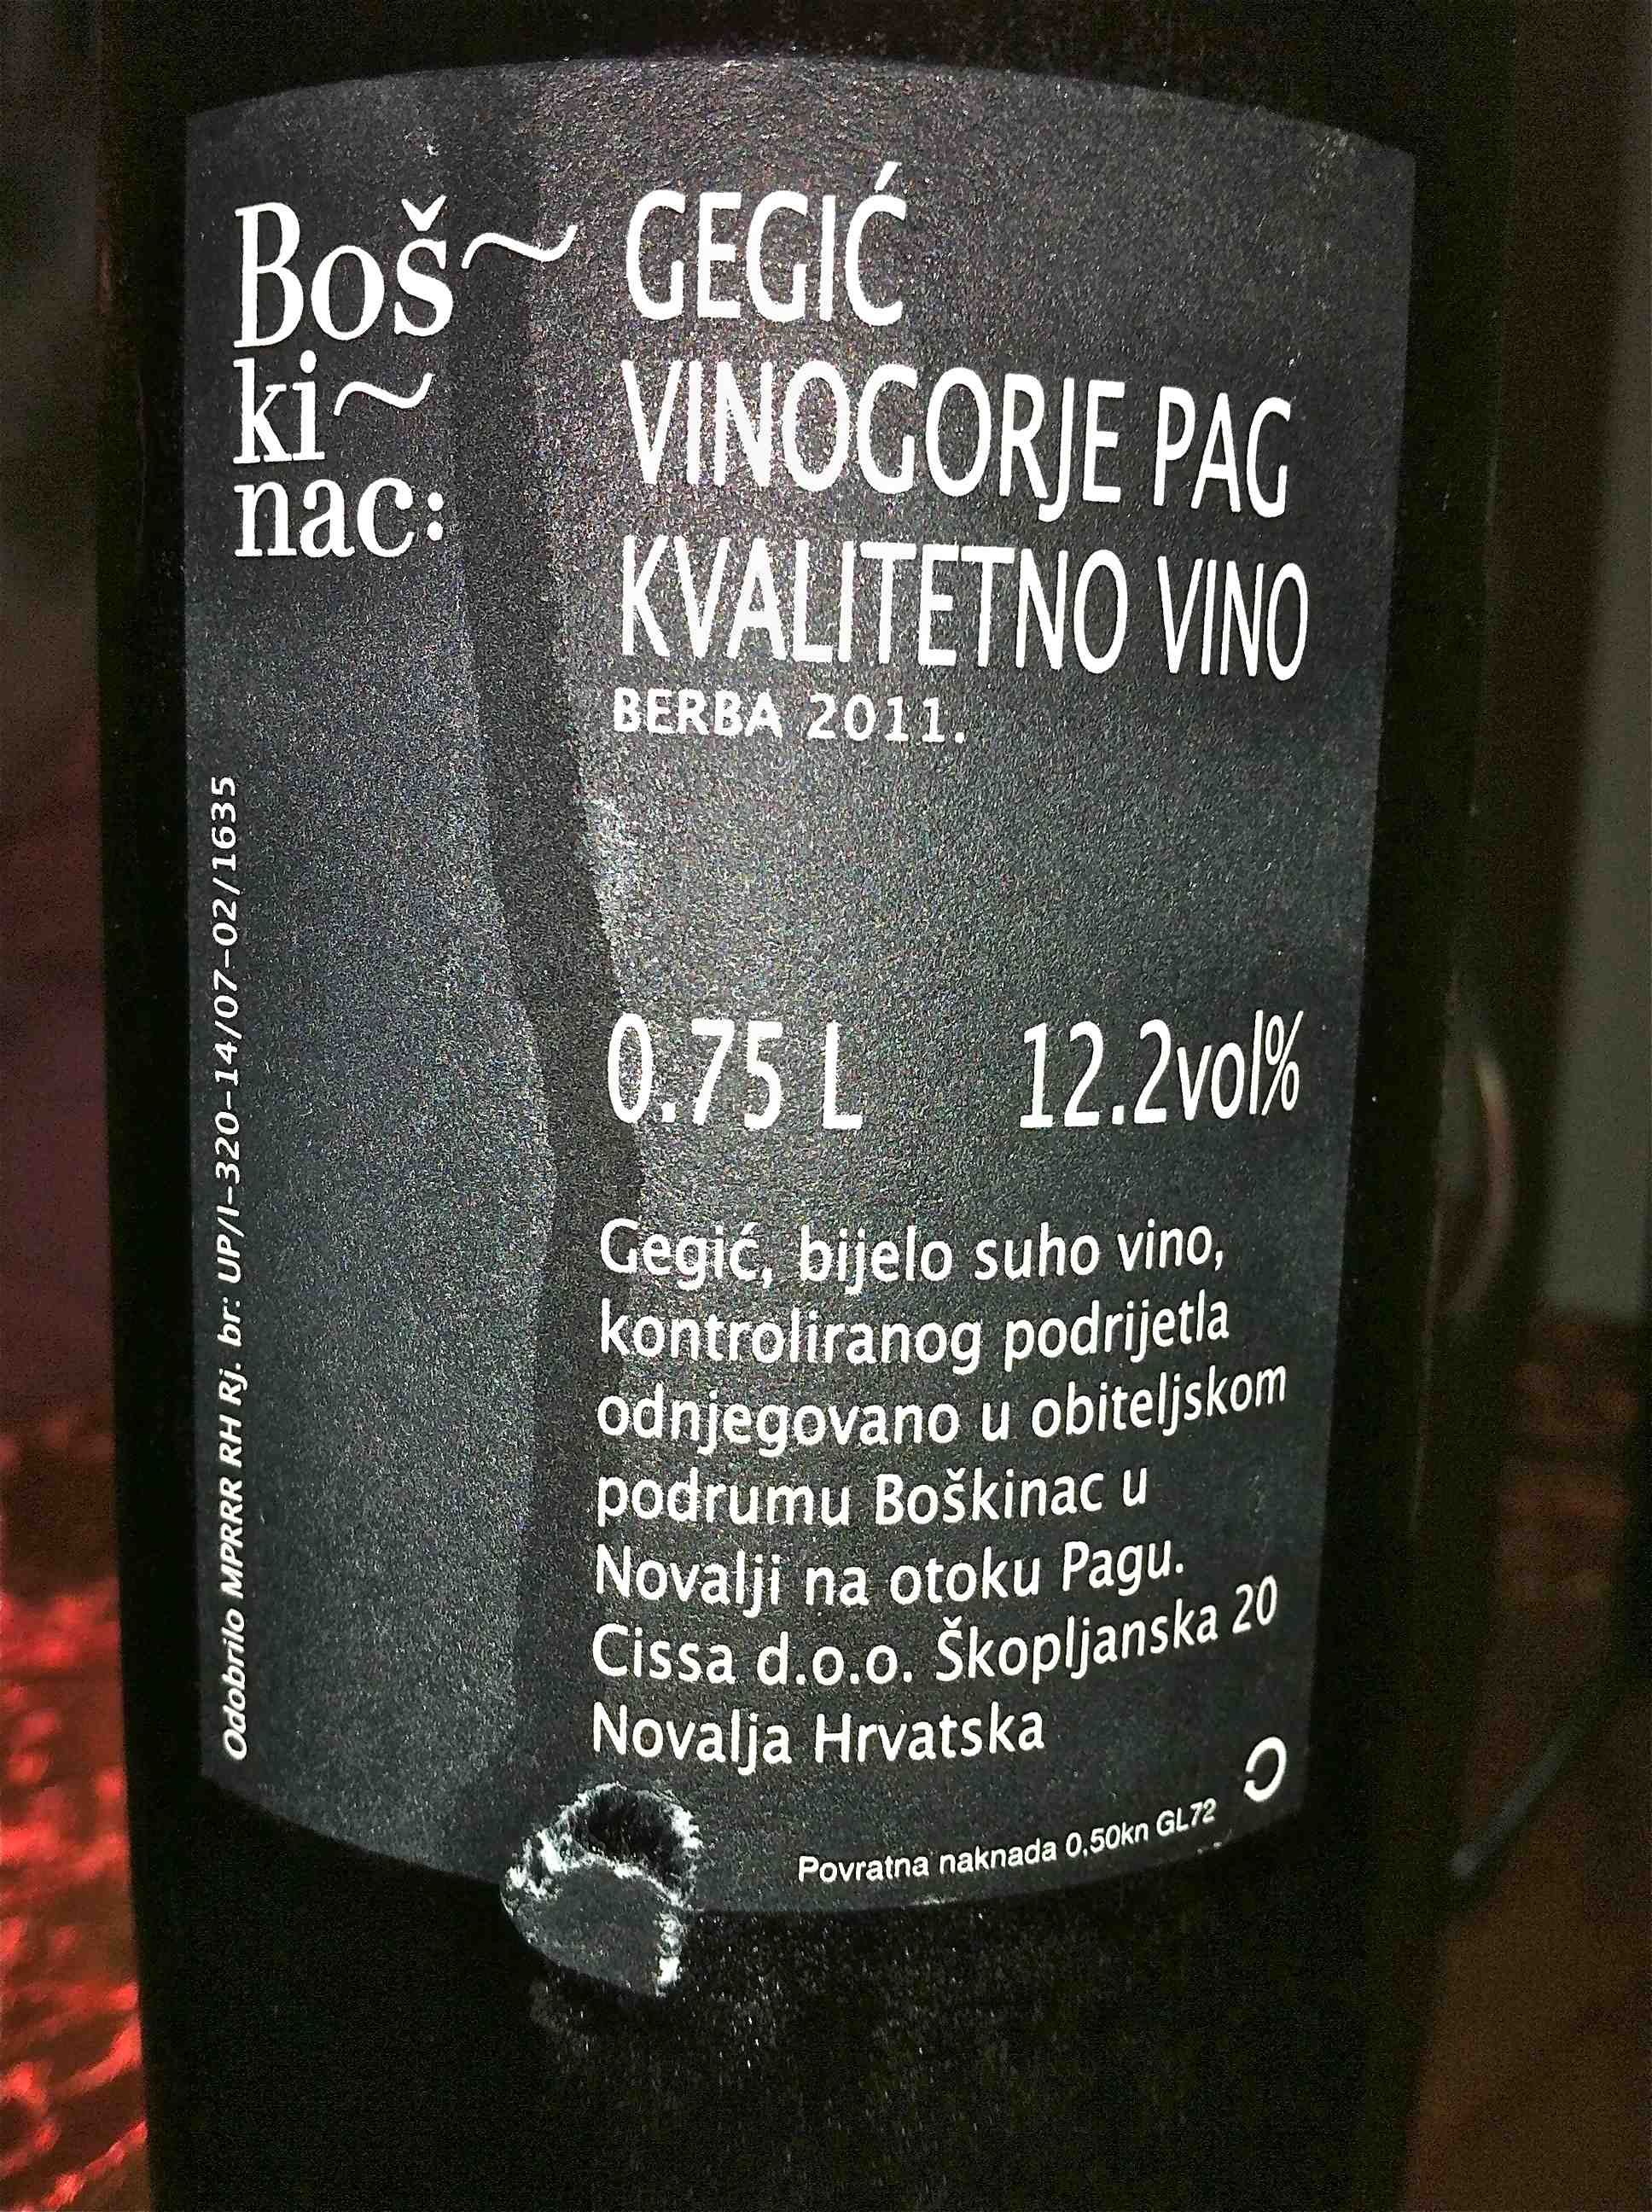 Boš~
ki~
nac:
GEGIĆ
VINOGORJE PAG
KVALITETNO VINO
BERBA 2011.
0.75 L 12.2vol%
Gegić, bijelo suho vino,
kontroliranog podrijetla
odnjegovano u obiteljskom
podrumu Boškinac u
Novalji na otoku Pagu.
Cissa d.o.o. Škopljanska 20
Novalja Hrvatska
Povratna naknada 0,50kn GL72
Odobrilo MPRRR RH Rj. br: UP/I-320-14/07-02/1635